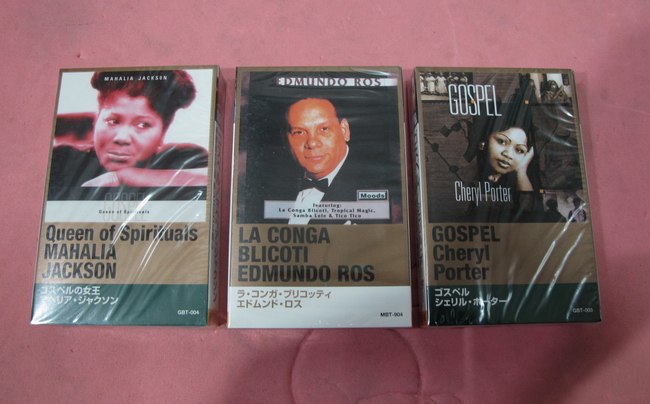 MAHALIA JACKSON
Queen of Spirituals
Queen of Spirituals
MAHALIA
JACKSON
ゴスペルの女王
マヘリア・ジャクソン
GBT-004
EDMUNDO ROS
Moods
Featuring:
La Conga Blicoti, Tropical Magic,
Samba Lele & Tico Tico
LA CONGA
BLICOTI
EDMUNDO ROS
ラ・コンガ・ブリコッティ
エドムンド・ロス
MBT-904
GOSPEL
Cheryl Porter
GOSPEL
Cheryl
Porter
ゴスペル
シェリル・ポーター
GBT-003